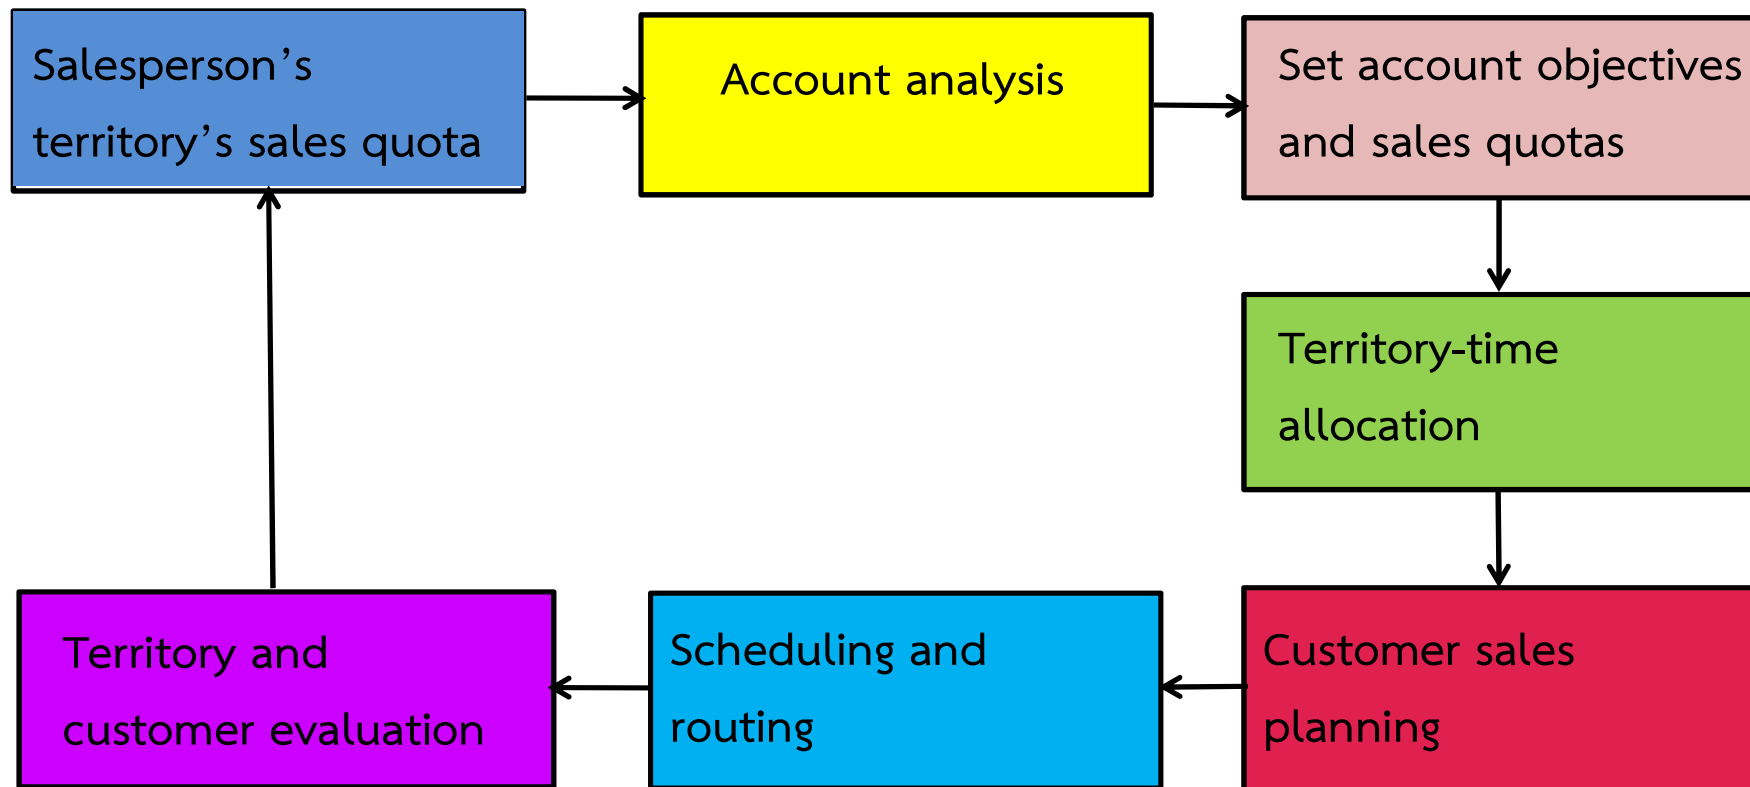 Salesperson’s
territory’s sales quota
Account analysis
Set account objectives
and sales quotas
Territory-time
allocation
Customer sales
planning
Scheduling and
routing
Territory and
customer evaluation